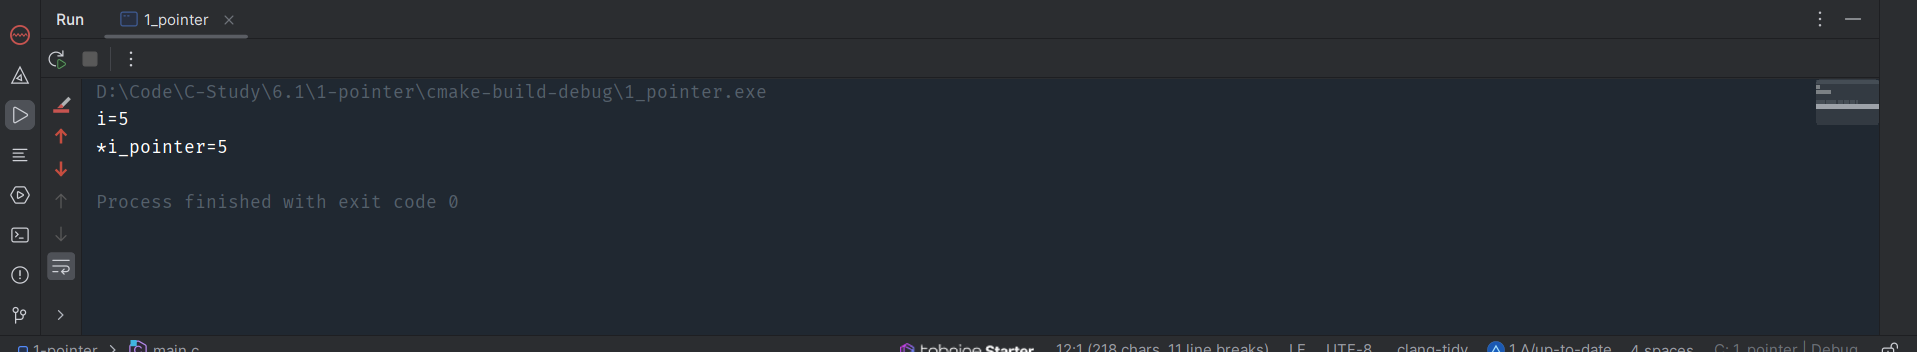 Run 1_pointer
D:\Code\C-Study\6.1\1-pointer\cmake-build-debug\1_pointer.exe
i=5
*i_pointer=5
Process finished with exit code 0
1-pointer > main.c tabnine Starter 12:1 (218 chars, 11 line breaks) LF UTF-8 .clang-tidy 1 Δ/up-to-date 4 spaces C: 1_pointer | Debug